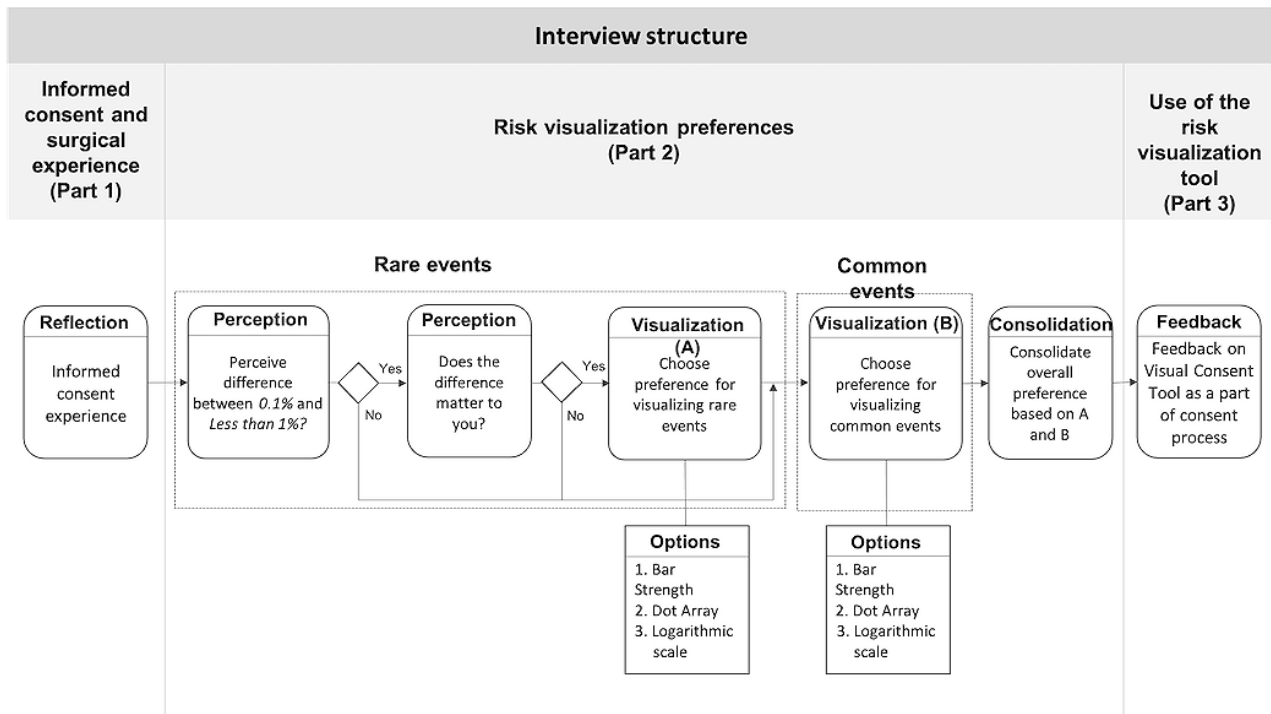 Interview structure
Informed
consent and
surgical
experience
(Part 1)
Risk visualization preferences
(Part 2)
Use of the
risk
visualization
tool
(Part 3)
Rare events
Common
events
Reflection
Informed
consent
experience
Perception
Perceive
difference
between 0.1% and
Less than 1%?
Yes
No
Perception
Does the
difference
matter to
you?
Yes
No
Visualization
(A)
Choose
preference for
visualizing rare
events
Options
1. Bar
Strength
2. Dot Array
3. Logarithmic
scale
Visualization (B)
Choose
preference for
visualizing
common events
Options
1. Bar
Strength
2. Dot Array
3. Logarithmic
scale
Consolidation
Consolidate
overall
preference
based on A
and B
Feedback
Feedback on
Visual Consent
Tool as a part
of consent
process